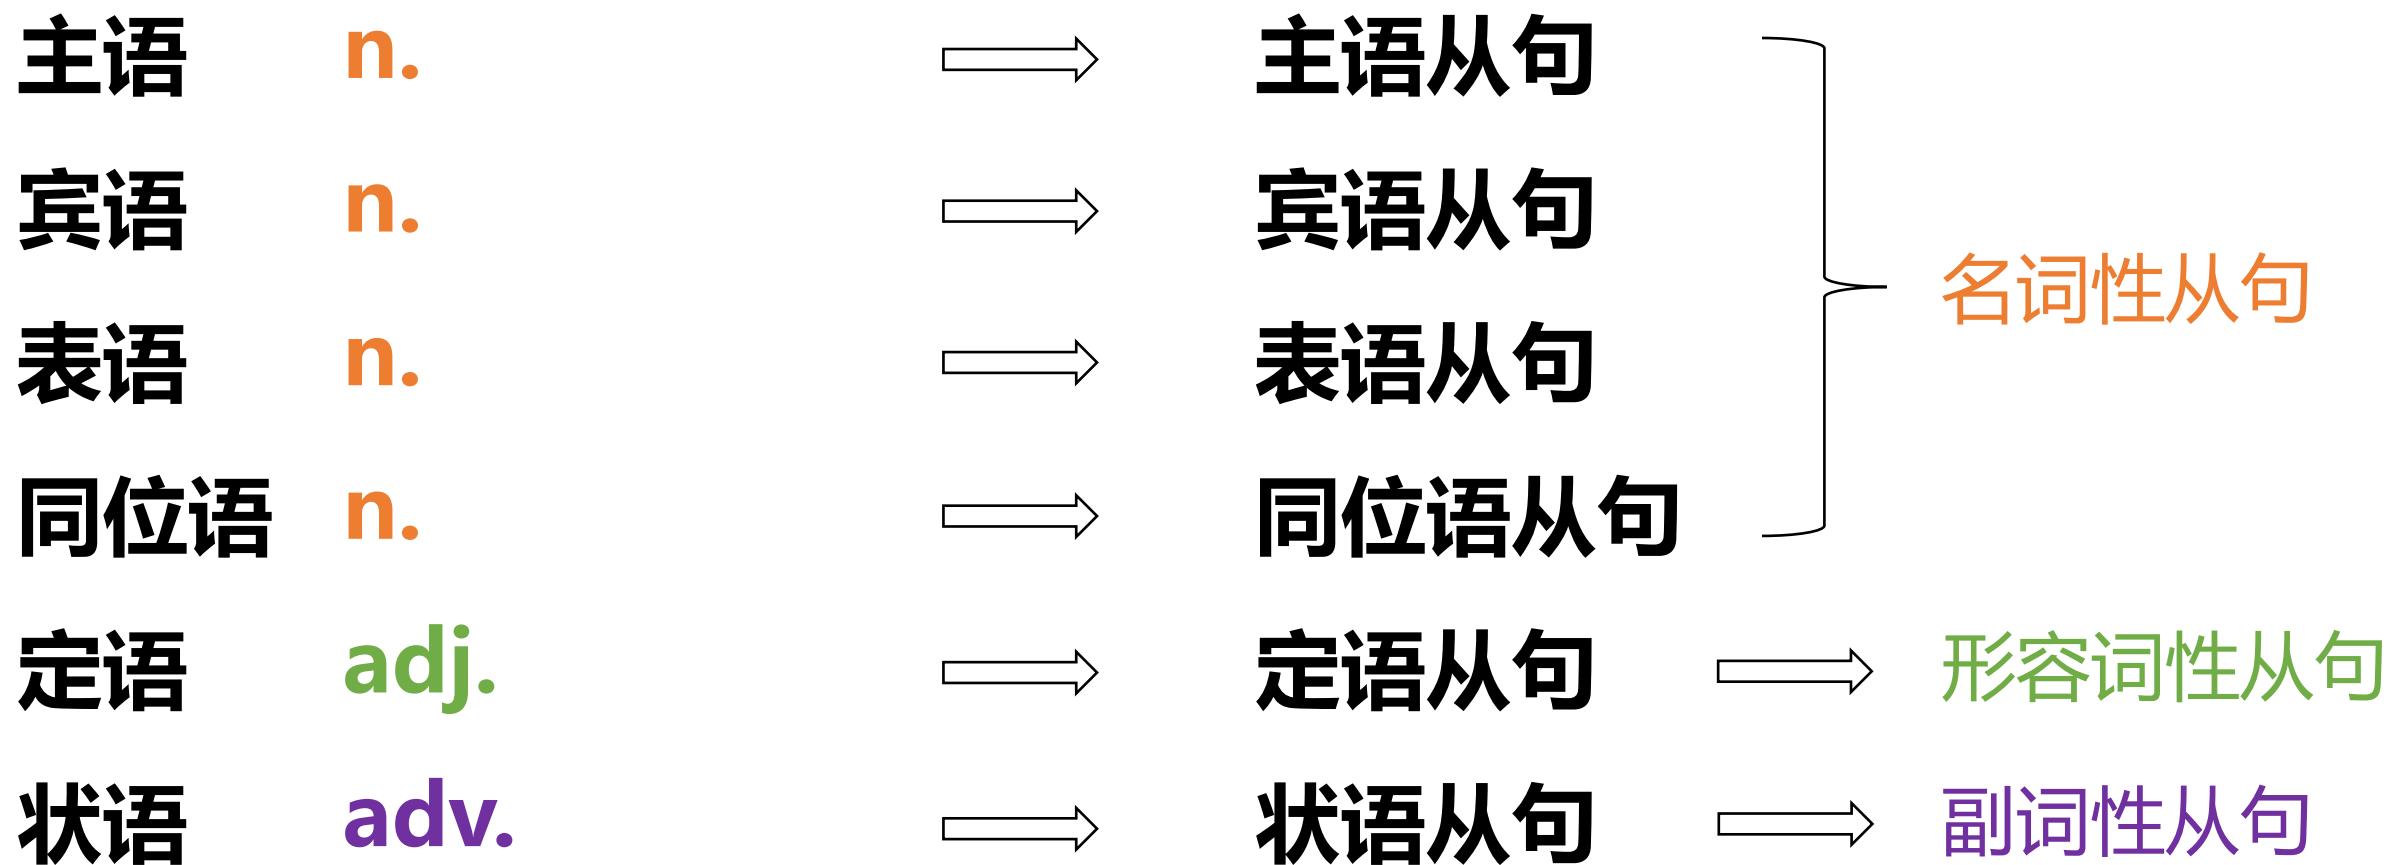 主语 n. 主语从句
宾语 n. 宾语从句
名词性从句
表语 n. 表语从句
同位语 n. 同位语从句
定语 adj. 定语从句 形容词性从句
状语 adv. 状语从句 副词性从句